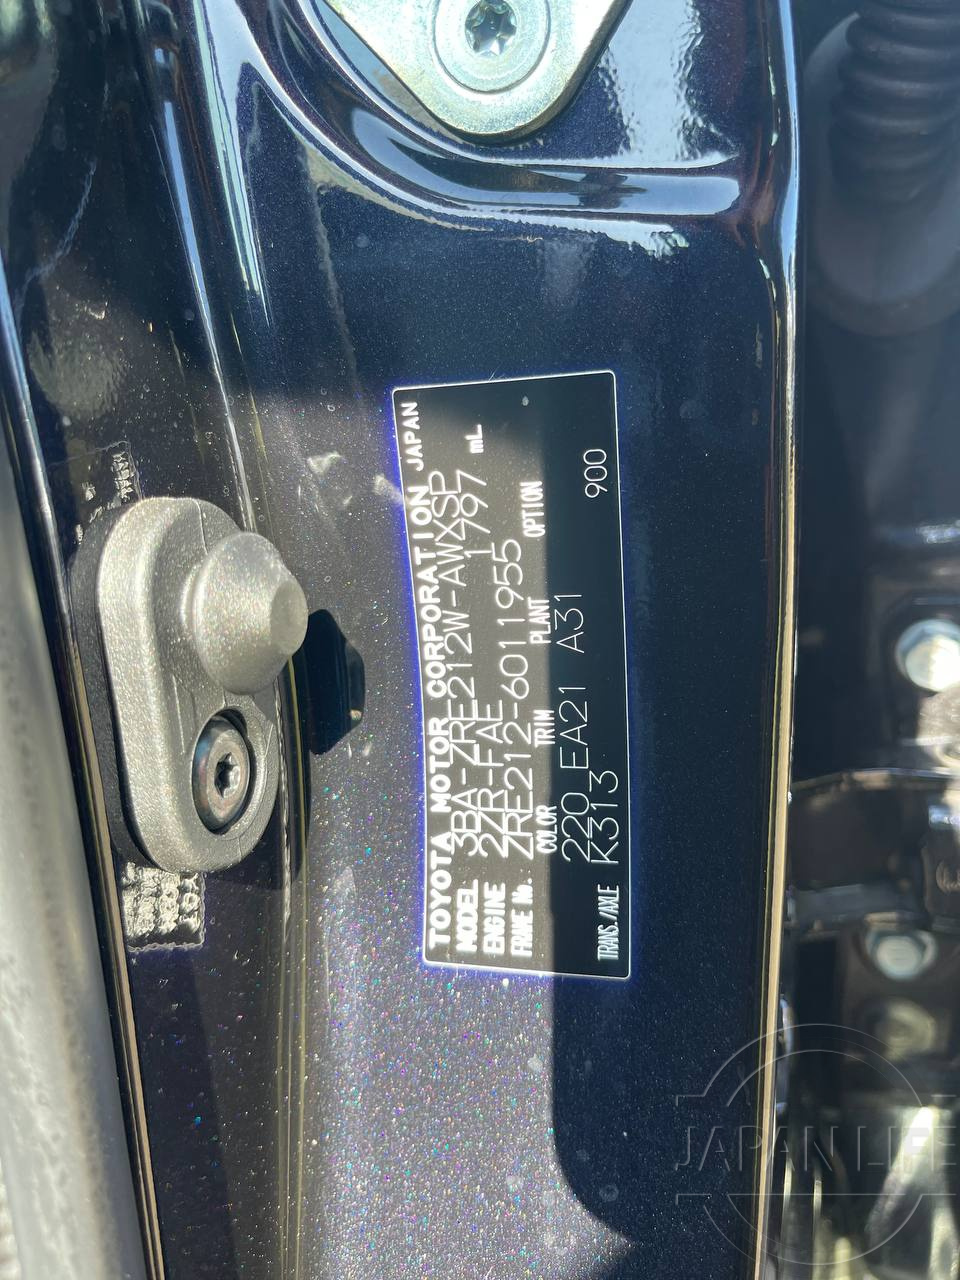 TOYOTA MOTOR CORPORATION JAPAN
MODEL 3BA-ZRE212W-AWXSP
ENGINE 2ZR-FAE 1797 mL
FRAME No. ZRE212-6011955
COLOR TRIM PLANT OPTION
220 EA21 A31
TRANS./AXLE K313 900
JAPAN LIFE